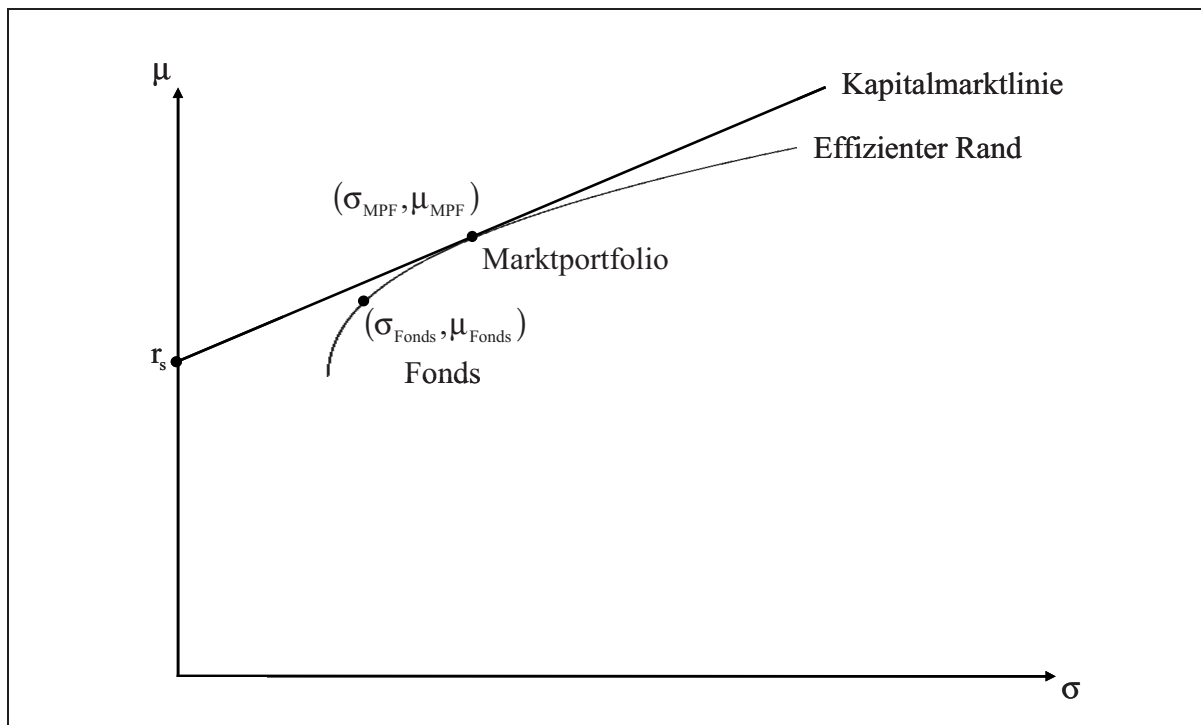 μ
Kapitalmarktlinie
Effizienter Rand
(σ_MPF, μ_MPF)
Marktportfolio
(σ_Fonds, μ_Fonds)
Fonds
r_s
σ